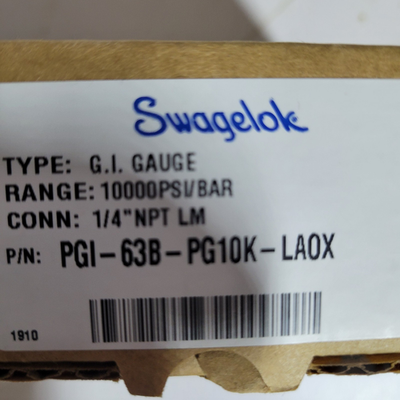 Swagelok
TYPE: G.I. GAUGE
RANGE: 10000PSI/BAR
CONN: 1/4"NPT LM
P/N: PGI-63B-PG10K-LAOX
1910